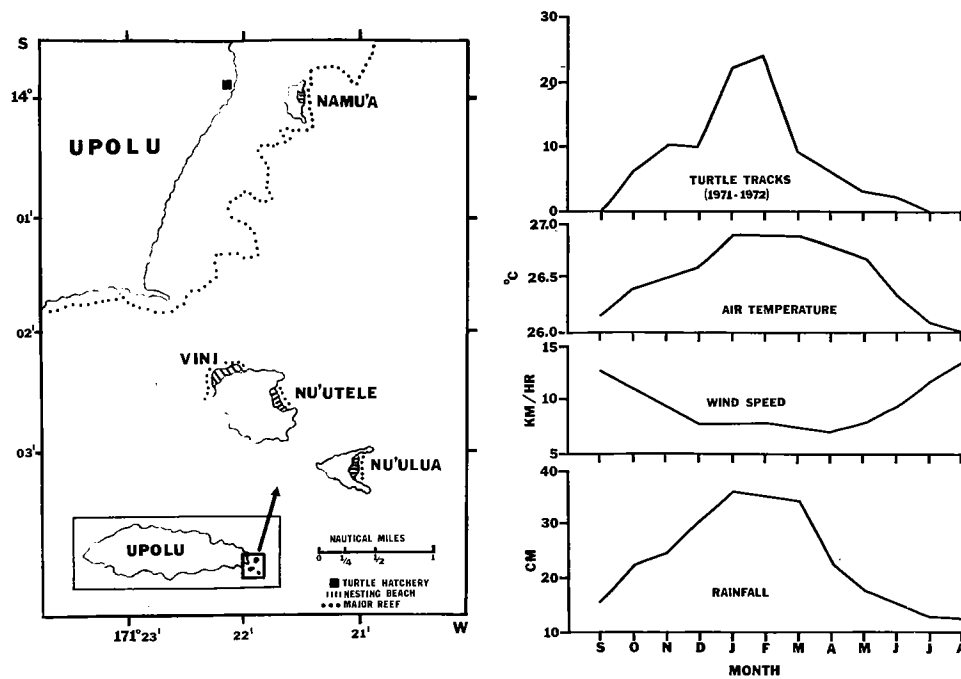 S
14°
UPOLU
NAMU'A
01'
02'
VINI
NU'UTELE
03'
NU'ULUA
UPOLU
NAUTICAL MILES
0 1/4 1/2 1
TURTLE HATCHERY
NESTING BEACH
MAJOR REEF
171°23' 22' 21' W
30
20
10
0
TURTLE TRACKS
(1971-1972)
27.0
26.5
26.0
°C
AIR TEMPERATURE
15
10
5
KM/HR
WIND SPEED
40
30
20
10
CM
RAINFALL
S O N D J F M A M J J A
MONTH